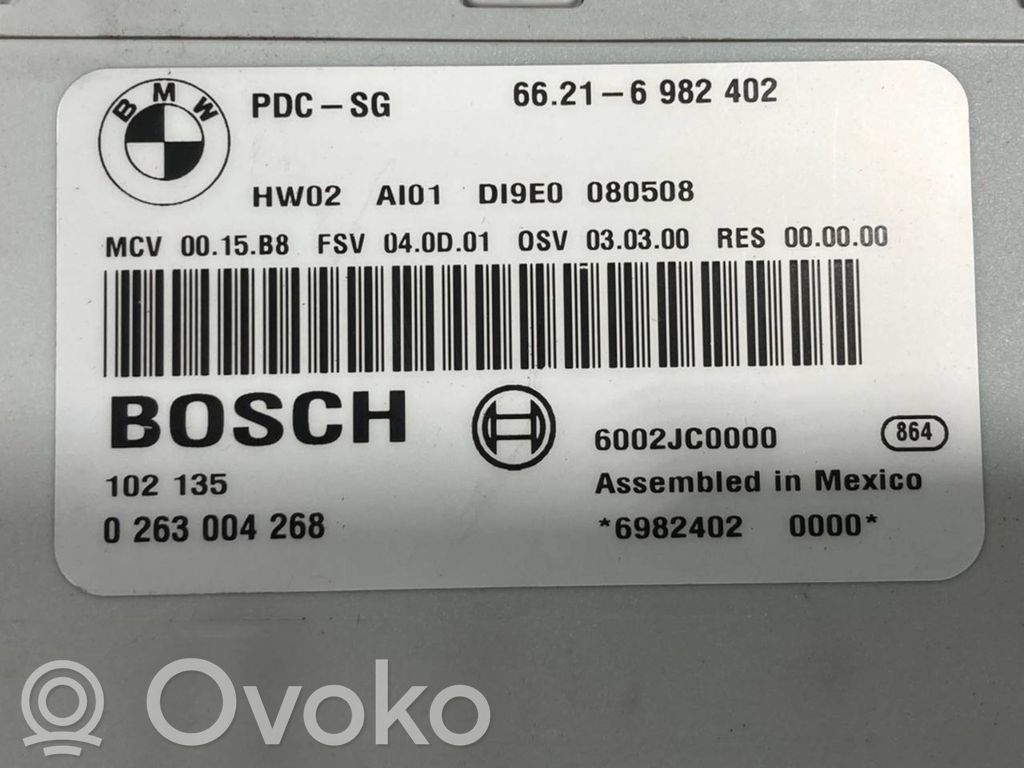 BMW
PDC-SG 66.21-6 982 402
HW02 AI01 DI9E0 080508
MCV 00.15.B8 FSV 04.0D.01 OSV 03.03.00 RES 00.00.00
BOSCH
6002JC0000 864
102 135 Assembled in Mexico
0 263 004 268 *6982402 0000*
Ovoko